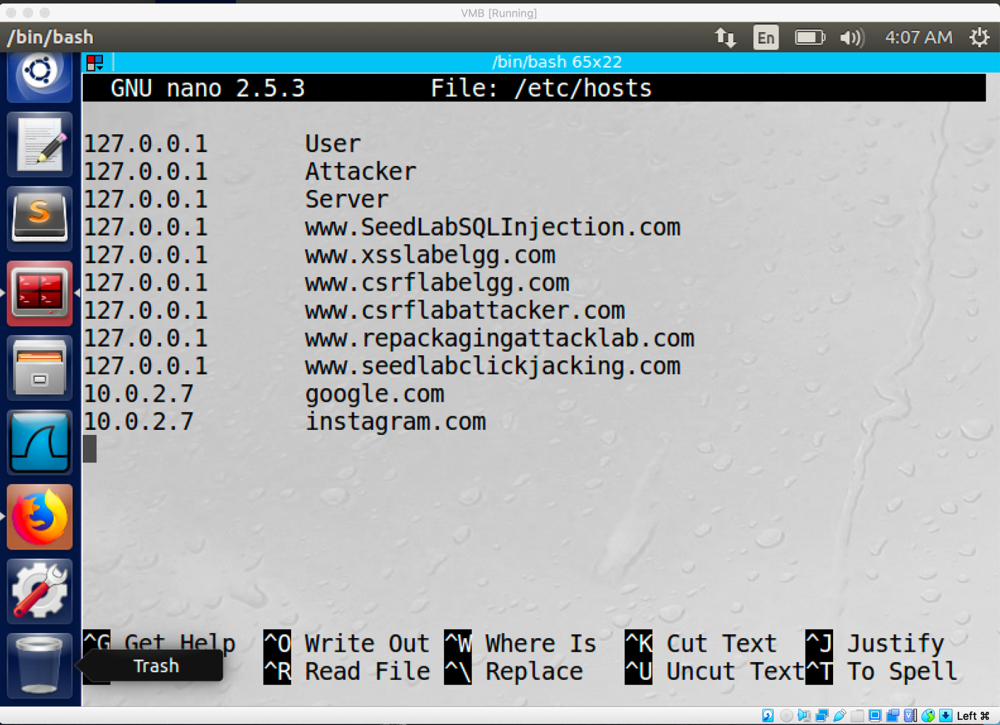 VMB [Running]
/bin/bash
En
4:07 AM
/bin/bash 65x22
GNU nano 2.5.3 File: /etc/hosts
127.0.0.1 User
127.0.0.1 Attacker
127.0.0.1 Server
127.0.0.1 www.SeedLabSQLInjection.com
127.0.0.1 www.xsslabelgg.com
127.0.0.1 www.csrflabelgg.com
127.0.0.1 www.csrflabattacker.com
127.0.0.1 www.repackagingattacklab.com
127.0.0.1 www.seedlabclickjacking.com
10.0.2.7 google.com
10.0.2.7 instagram.com
^G Get Help ^O Write Out ^W Where Is ^K Cut Text ^J Justify
^R Read File ^\ Replace ^U Uncut Text ^T To Spell
Trash
Left ⌘